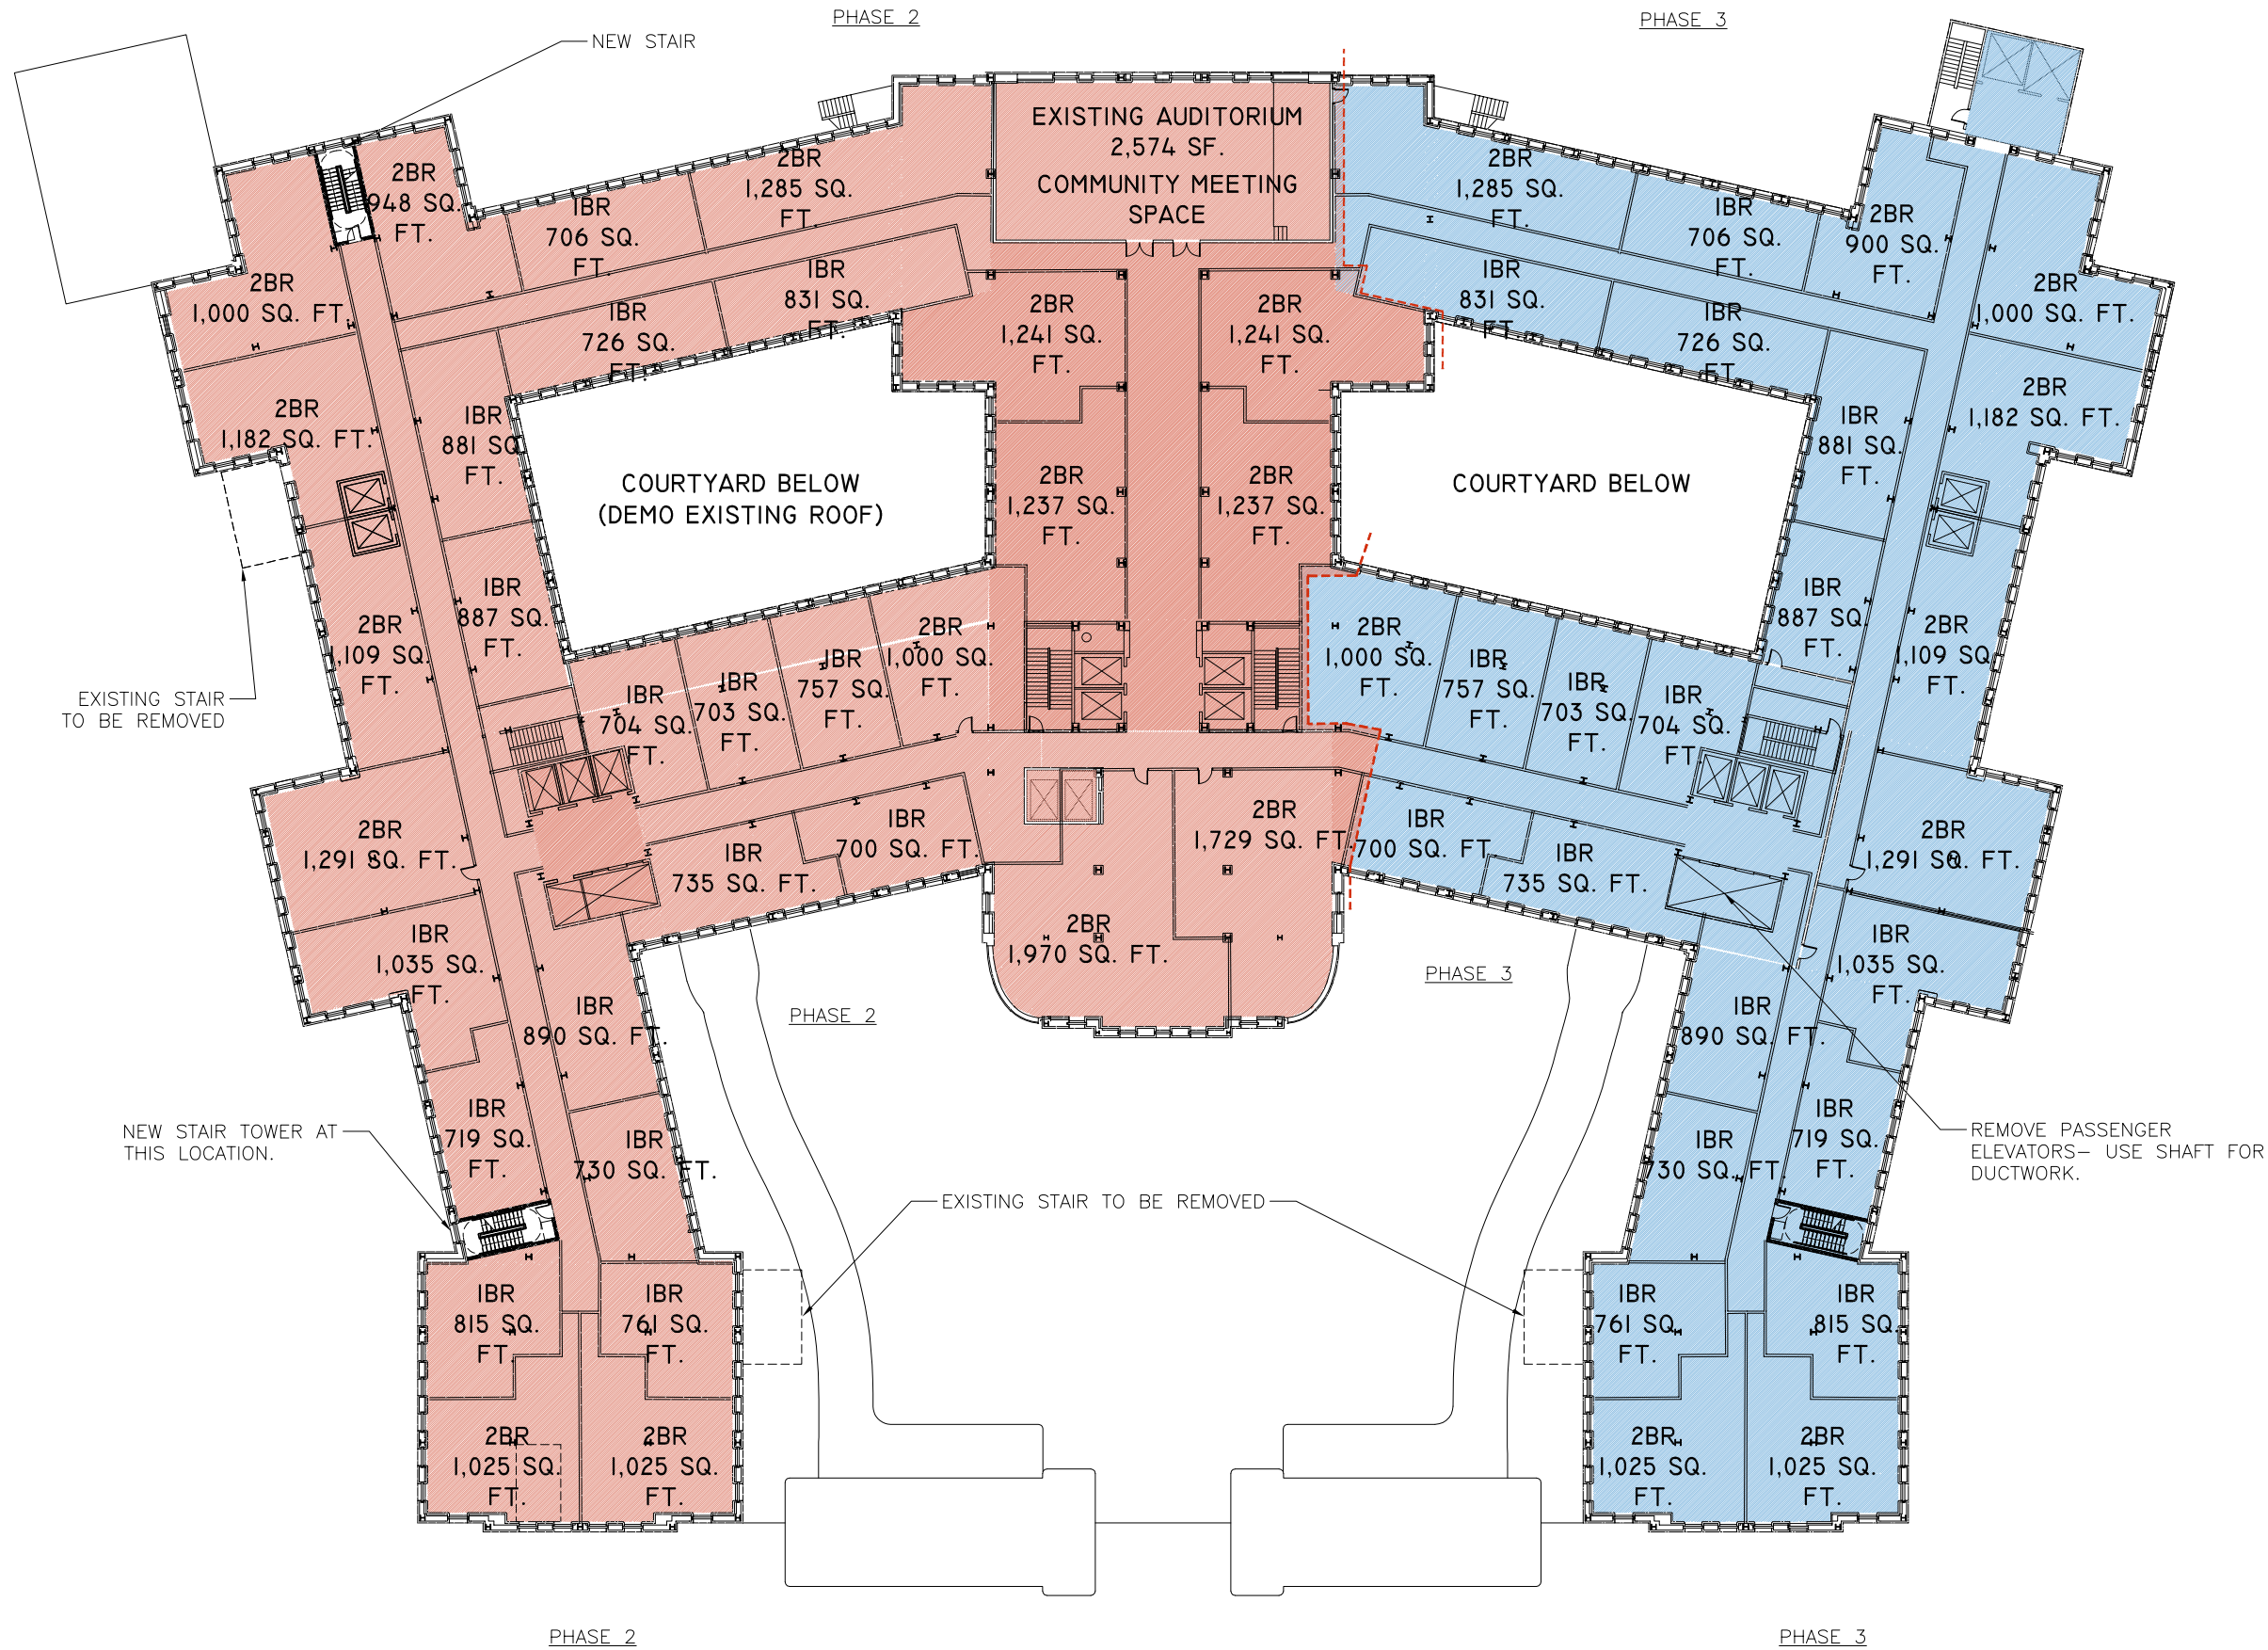 PHASE 2
PHASE 3
NEW STAIR
EXISTING AUDITORIUM
2,574 SF.
COMMUNITY MEETING
SPACE
2BR
948 SQ.
FT.
1BR
706 SQ.
FT.
2BR
1,285 SQ.
FT.
2BR
1,285 SQ.
FT.
1BR
706 SQ.
FT.
2BR
900 SQ.
FT.
2BR
1,000 SQ. FT.
1BR
726 SQ.
FT.
1BR
831 SQ.
FT.
2BR
1,241 SQ.
FT.
2BR
1,241 SQ.
FT.
1BR
831 SQ.
FT.
1BR
726 SQ.
FT.
2BR
1,000 SQ. FT.
2BR
1,182 SQ. FT.
1BR
881 SQ.
FT.
COURTYARD BELOW
(DEMO EXISTING ROOF)
2BR
1,237 SQ.
FT.
2BR
1,237 SQ.
FT.
COURTYARD BELOW
1BR
881 SQ.
FT.
2BR
1,182 SQ. FT.
EXISTING STAIR
TO BE REMOVED
2BR
1,109 SQ.
FT.
1BR
887 SQ.
FT.
1BR
704 SQ.
FT.
1BR
703 SQ.
FT.
1BR
757 SQ.
FT.
2BR
1,000 SQ.
FT.
2BR
1,000 SQ.
FT.
1BR
757 SQ.
FT.
1BR
703 SQ.
FT.
1BR
704 SQ.
FT.
1BR
887 SQ.
FT.
2BR
1,109 SQ.
FT.
2BR
1,291 SQ. FT.
1BR
735 SQ. FT.
1BR
700 SQ. FT.
2BR
1,729 SQ. FT.
1BR
700 SQ. FT.
1BR
735 SQ. FT.
2BR
1,291 SQ. FT.
1BR
1,035 SQ.
FT.
2BR
1,970 SQ. FT.
1BR
1,035 SQ.
FT.
PHASE 3
PHASE 2
1BR
890 SQ. FT.
1BR
890 SQ. FT.
NEW STAIR TOWER AT
THIS LOCATION.
1BR
719 SQ.
FT.
1BR
730 SQ. FT.
1BR
730 SQ. FT.
1BR
719 SQ.
FT.
REMOVE PASSENGER
ELEVATORS– USE SHAFT FOR
DUCTWORK.
EXISTING STAIR TO BE REMOVED
1BR
815 SQ.
FT.
1BR
761 SQ.
FT.
1BR
761 SQ.
FT.
1BR
815 SQ.
FT.
2BR
1,025 SQ.
FT.
2BR
1,025 SQ.
FT.
2BR
1,025 SQ.
FT.
2BR
1,025 SQ.
FT.
PHASE 2
PHASE 3